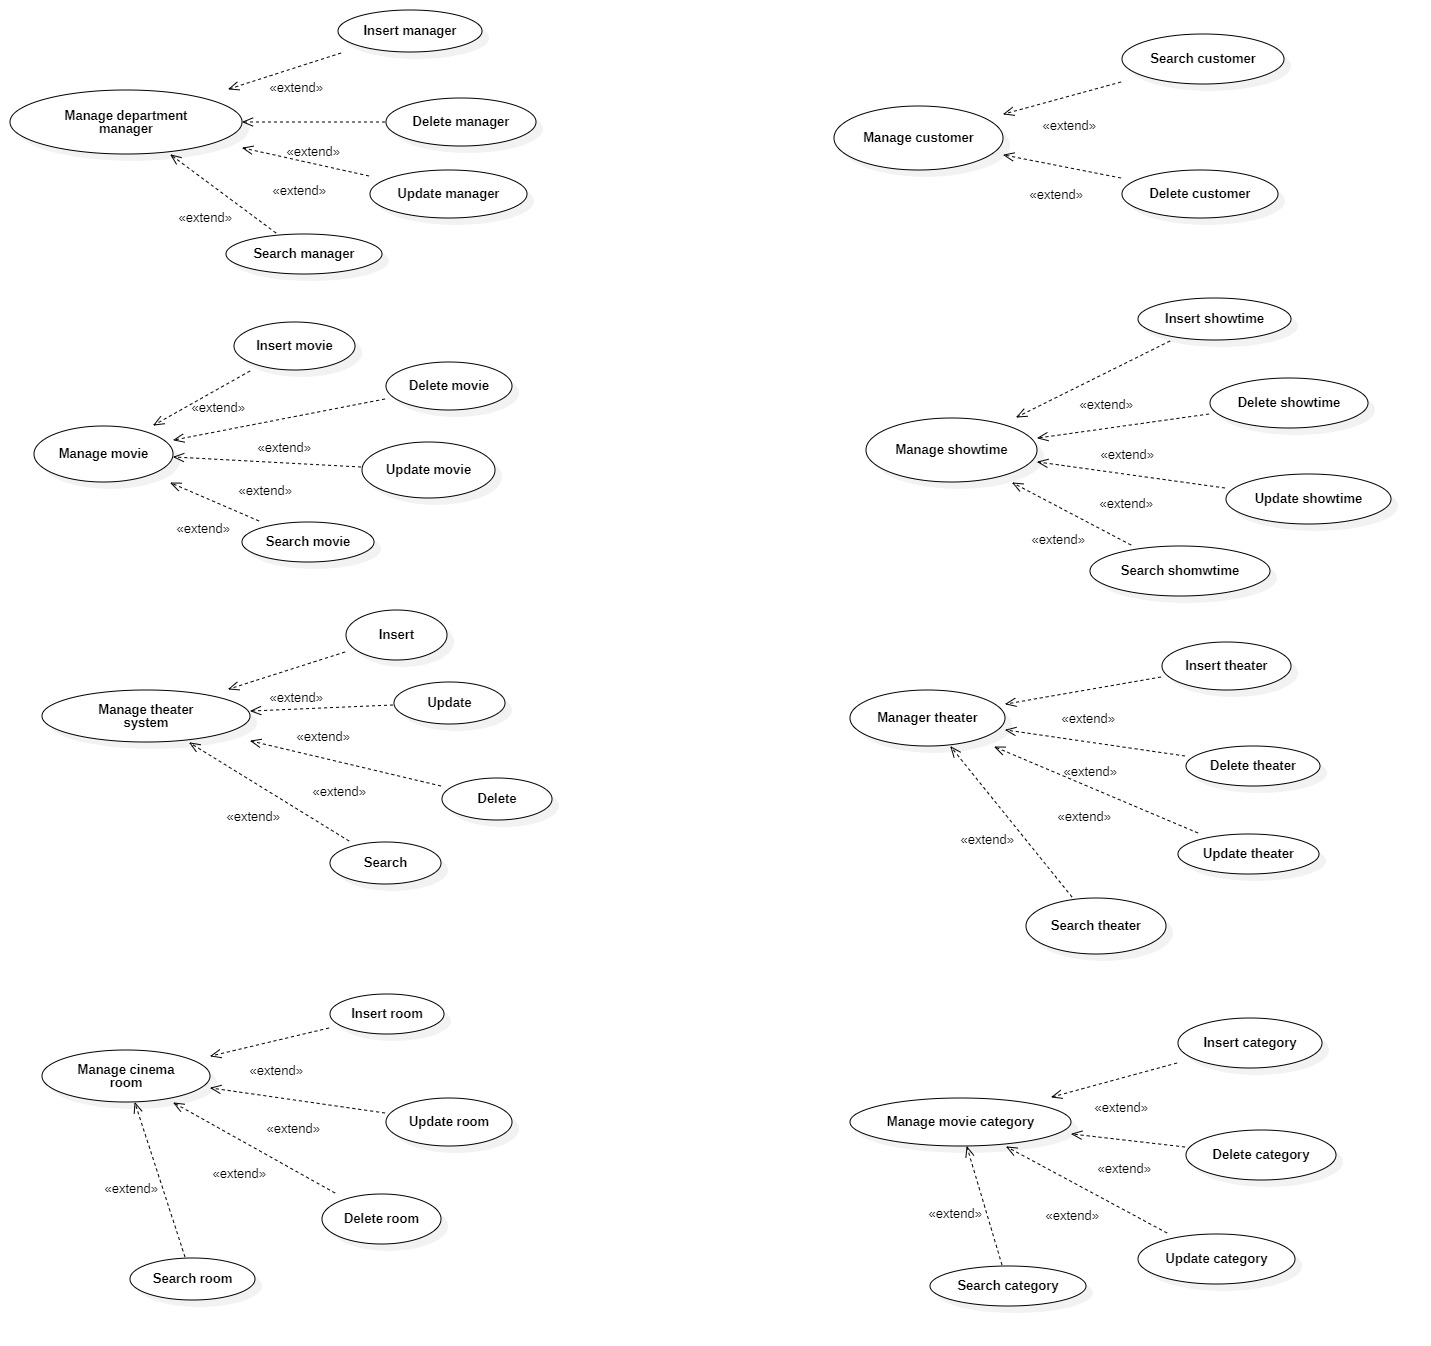 Insert manager
«extend»
Manage department
manager
Delete manager
«extend»
Update manager
«extend»
«extend»
Search manager
Search customer
«extend»
Manage customer
Delete customer
«extend»
Insert movie
«extend»
Delete movie
«extend»
Manage movie
Update movie
«extend»
«extend»
Search movie
Insert showtime
«extend»
Delete showtime
Manage showtime
«extend»
Update showtime
«extend»
«extend»
Search shomwtime
Insert
«extend»
Update
Manage theater
system
«extend»
«extend»
Delete
«extend»
Search
Insert theater
Manager theater
«extend»
Delete theater
«extend»
«extend»
«extend»
Update theater
Search theater
Insert room
Manage cinema
room
«extend»
Update room
«extend»
«extend»
«extend»
Delete room
Search room
Insert category
«extend»
Manage movie category
Delete category
«extend»
«extend»
«extend»
Update category
Search category